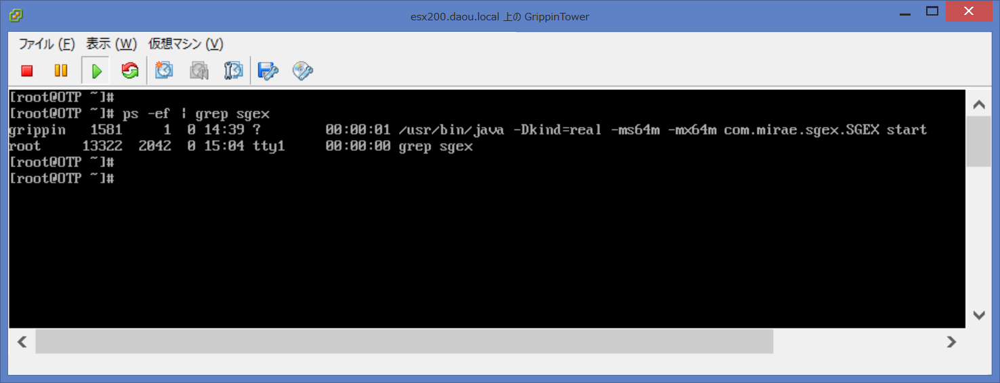 esx200.daou.local 上の GrippinTower
ファイル (F) 表示 (W) 仮想マシン (V)
[root@OTP ~]#
[root@OTP ~]# ps -ef | grep sgex
grippin   1581     1  0 14:39 ?        00:00:01 /usr/bin/java -Dkind=real -ms64m -mx64m com.mirae.sgex.SGEX start
root     13322  2042  0 15:04 tty1     00:00:00 grep sgex
[root@OTP ~]#
[root@OTP ~]#